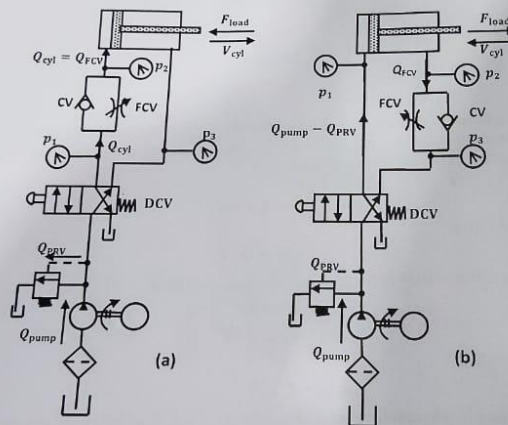 F_load
V_cyl
Q_cyl = Q_FCV
p_2
CV
FCV
p_1
Q_cyl
p_3
DCV
Q_PRV
Q_pump
(a)
F_load
V_cyl
Q_FCV
p_2
p_1
FCV
CV
Q_pump − Q_PRV
p_3
DCV
Q_PRV
Q_pump
(b)